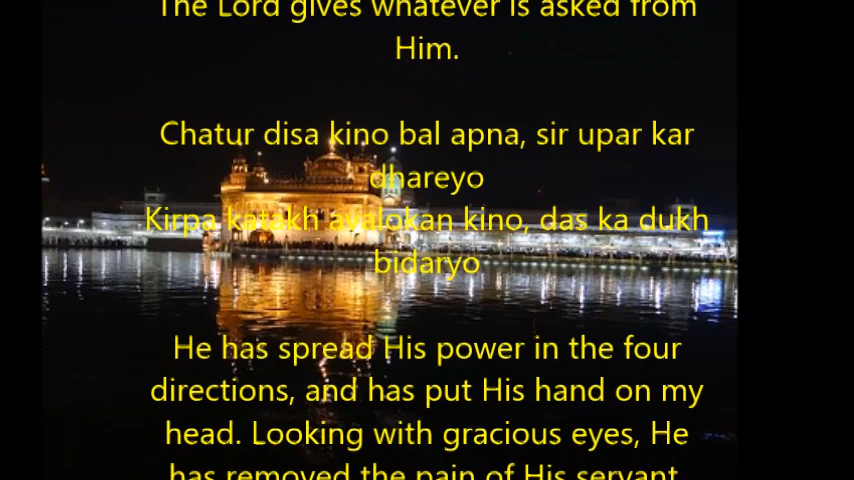 The Lord gives whatever is asked from
Him.
Chatur disa kino bal apna, sir upar kar
dhareyo
Kirpa katakh avalokan kino, das ka dukh
bidaryo
He has spread His power in the four
directions, and has put His hand on my
head. Looking with gracious eyes, He
has removed the pain of His servant.